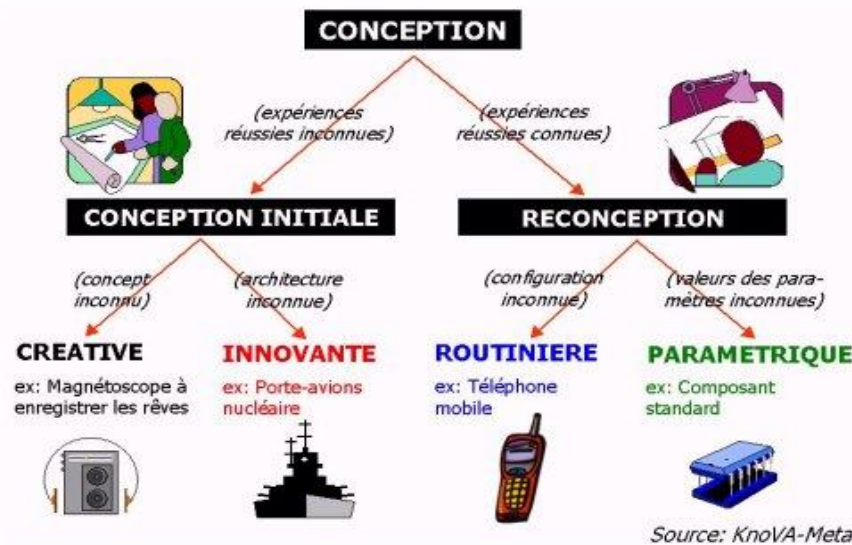 CONCEPTION
(expériences
réussies inconnues)
(expériences
réussies connues)
CONCEPTION INITIALE
RECONCEPTION
(concept
inconnu)
(architecture
inconnue)
(configuration
inconnue)
(valeurs des para-
mètres inconnues)
CREATIVE
ex: Magnétoscope à
enregistrer les rêves
INNOVANTE
ex: Porte-avions
nucléaire
ROUTINIERE
ex: Téléphone
mobile
PARAMETRIQUE
ex: Composant
standard
Source: KnoVA-Meta